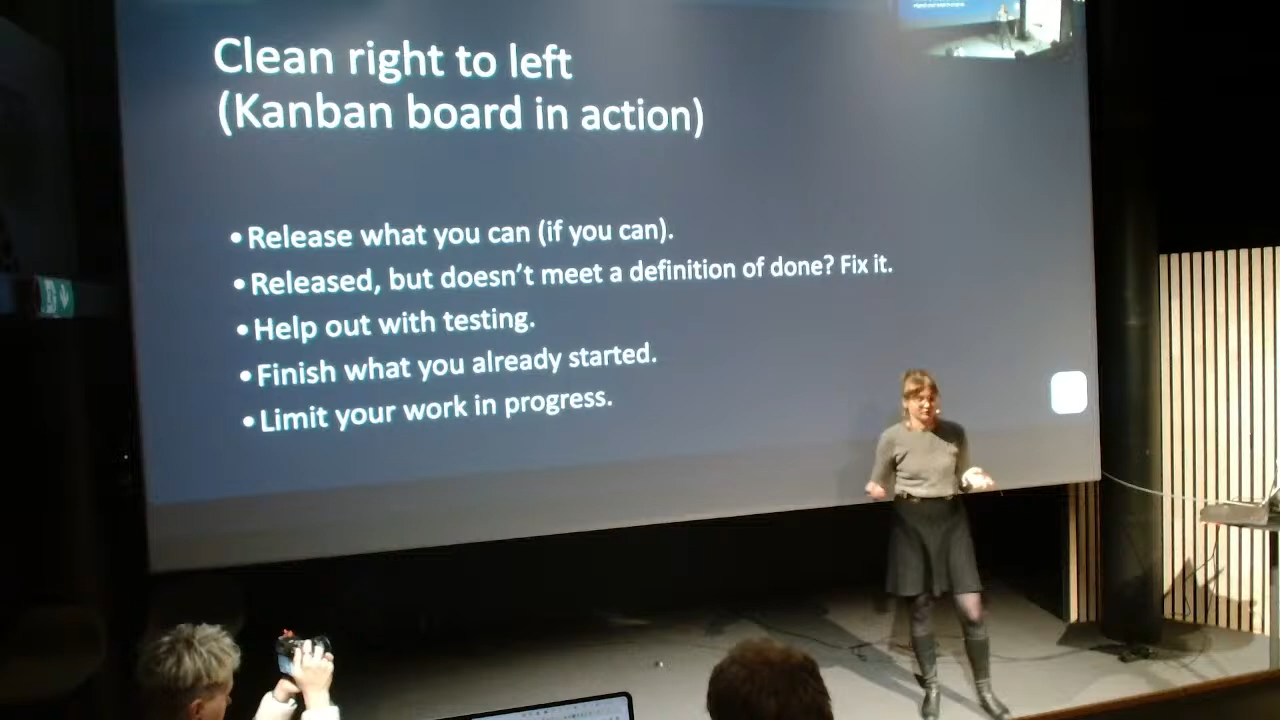 Clean right to left
(Kanban board in action)
• Release what you can (if you can).
• Released, but doesn't meet a definition of done? Fix it.
• Help out with testing.
• Finish what you already started.
• Limit your work in progress.